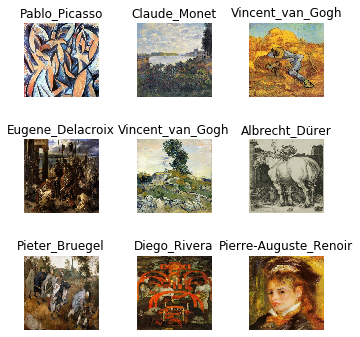 Pablo_Picasso
Claude_Monet
Vincent_van_Gogh
Eugene_Delacroix
Vincent_van_Gogh
Albrecht_Dürer
Pieter_Bruegel
Diego_Rivera
Pierre-Auguste_Renoir